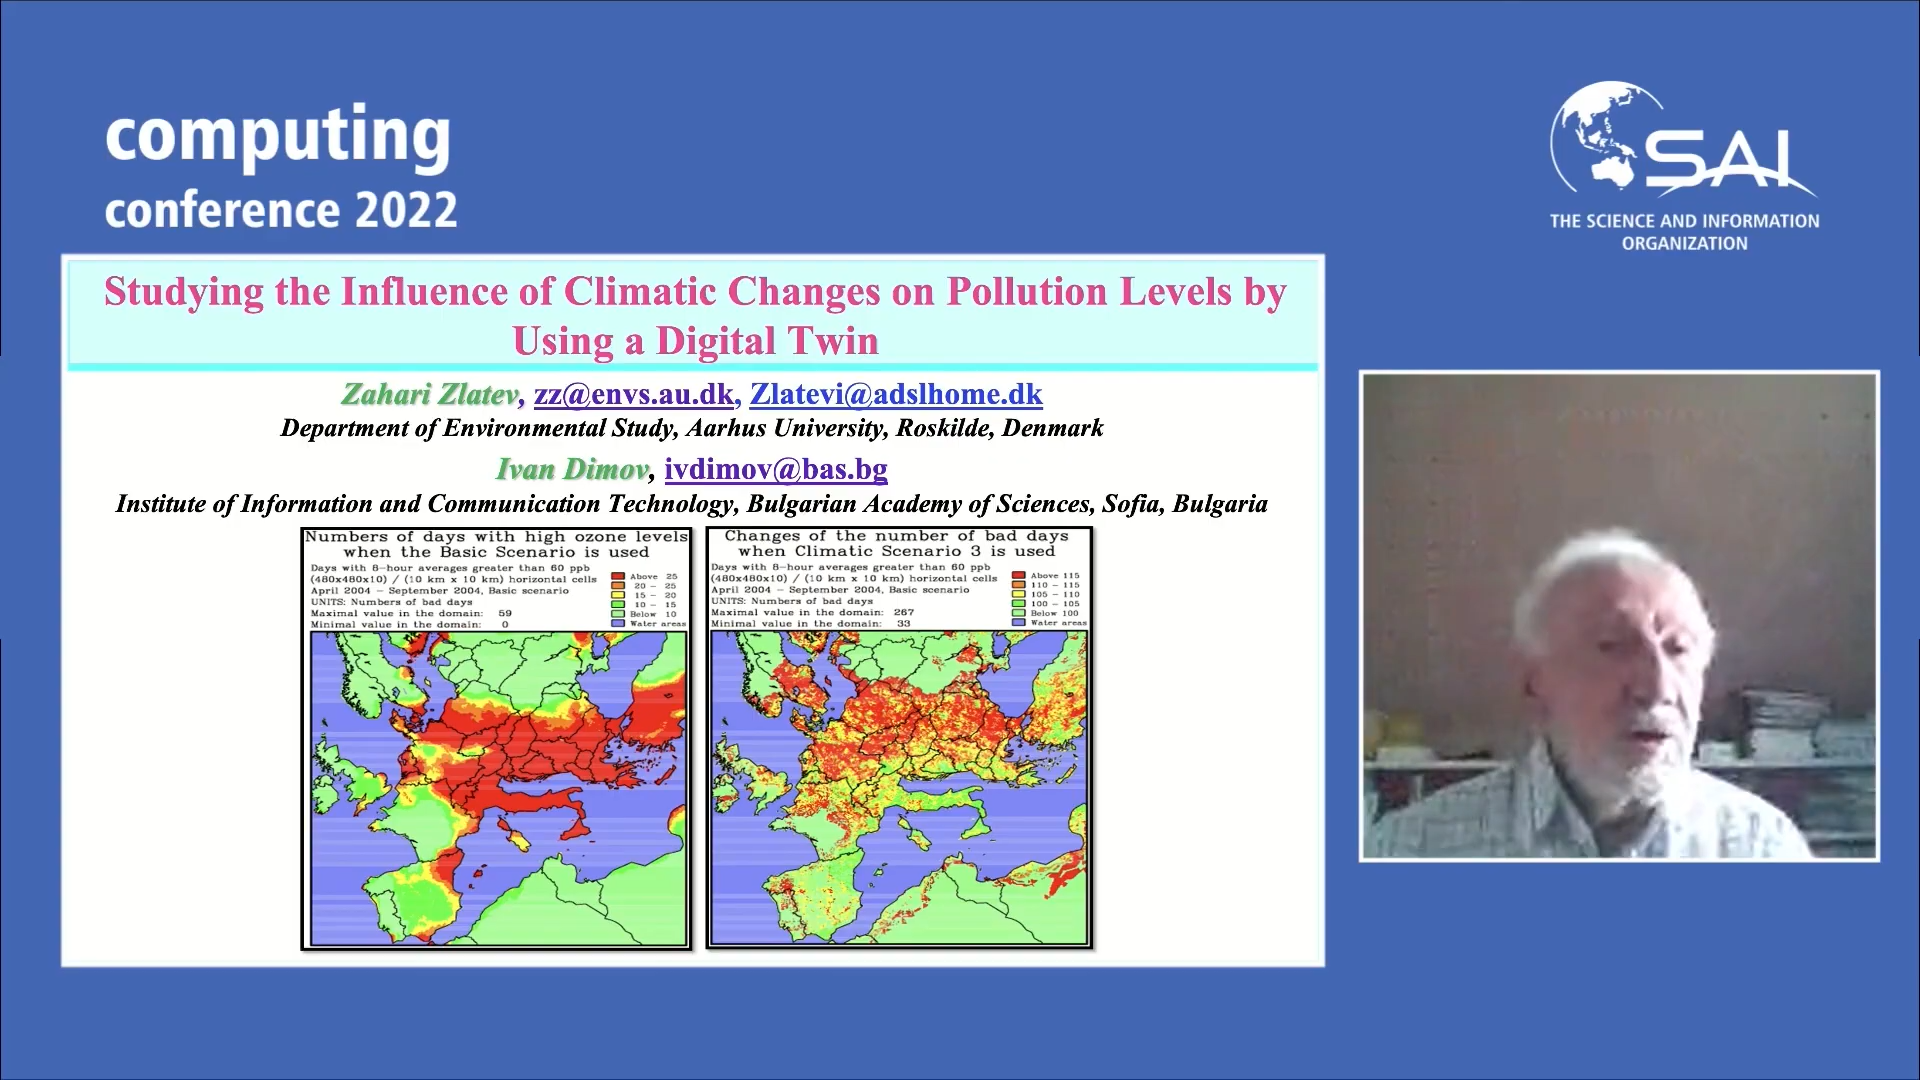 computing
conference 2022
SAI
THE SCIENCE AND INFORMATION
ORGANIZATION
Studying the Influence of Climatic Changes on Pollution Levels by
Using a Digital Twin
Zahari Zlatev, zz@envs.au.dk, Zlatevi@adslhome.dk
Department of Environmental Study, Aarhus University, Roskilde, Denmark
Ivan Dimov, ivdimov@bas.bg
Institute of Information and Communication Technology, Bulgarian Academy of Sciences, Sofia, Bulgaria
Numbers of days with high ozone levels
when the Basic Scenario is used
Days with 8-hour averages greater than 60 ppb
(480x480x10) / (10 km x 10 km) horizontal cells
April 2004 - September 2004, Basic scenario
UNITS: Numbers of bad days
Maximal value in the domain: 59
Minimal value in the domain: 0
Above 25
20 - 25
15 - 20
10 - 15
Below 10
Water areas
Changes of the number of bad days
when Climatic Scenario 3 is used
Days with 8-hour averages greater than 60 ppb
(480x480x10) / (10 km x 10 km) horizontal cells
April 2004 - September 2004, Basic scenario
UNITS: Numbers of bad days
Maximal value in the domain: 267
Minimal value in the domain: 33
Above 115
110 - 115
105 - 110
100 - 105
Below 100
Water areas